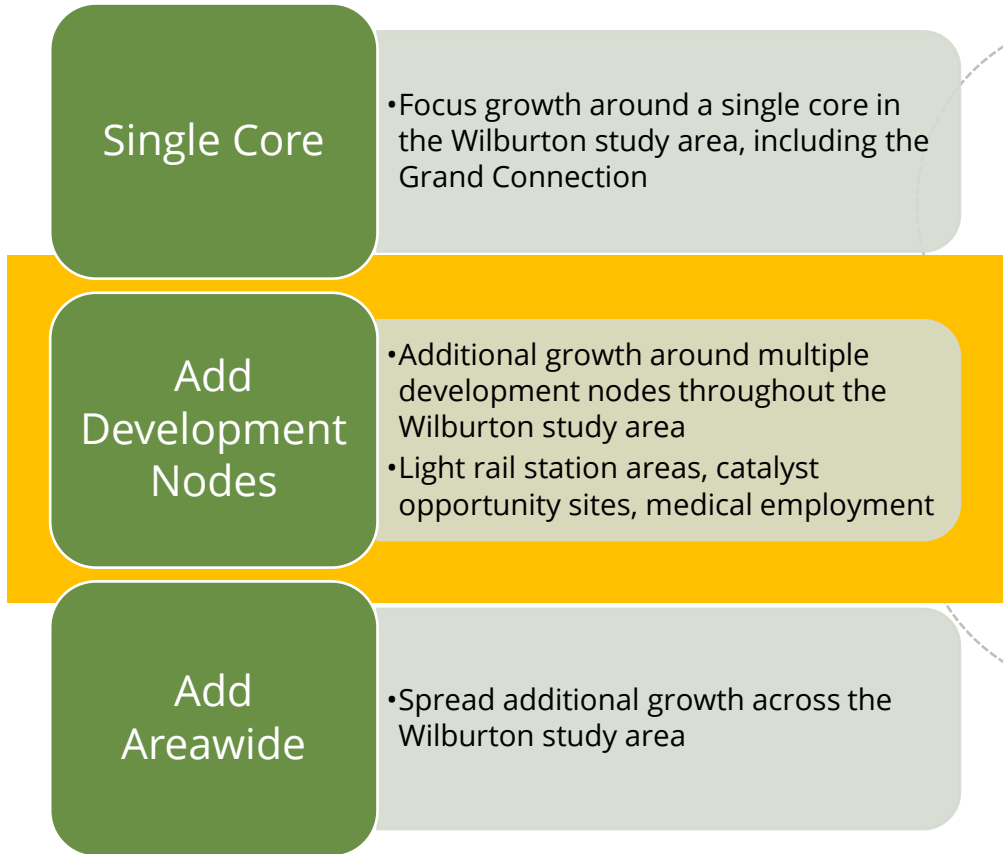 Single Core
•Focus growth around a single core in
the Wilburton study area, including the
Grand Connection
Add
Development
Nodes
•Additional growth around multiple
development nodes throughout the
Wilburton study area
•Light rail station areas, catalyst
opportunity sites, medical employment
Add
Areawide
•Spread additional growth across the
Wilburton study area